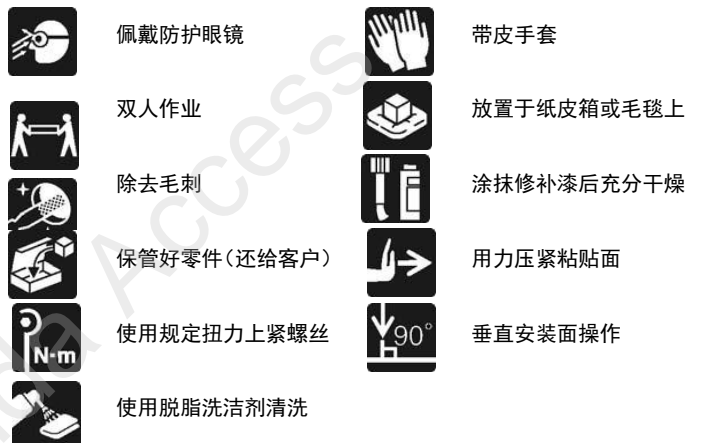 佩戴防护眼镜
带皮手套
双人作业
放置于纸皮箱或毛毯上
除去毛刺
涂抹修补漆后充分干燥
保管好零件（还给客户）
用力压紧粘贴面
使用规定扭力上紧螺丝
N·m
垂直安装面操作
90°
使用脱脂洗洁剂清洗
da Access